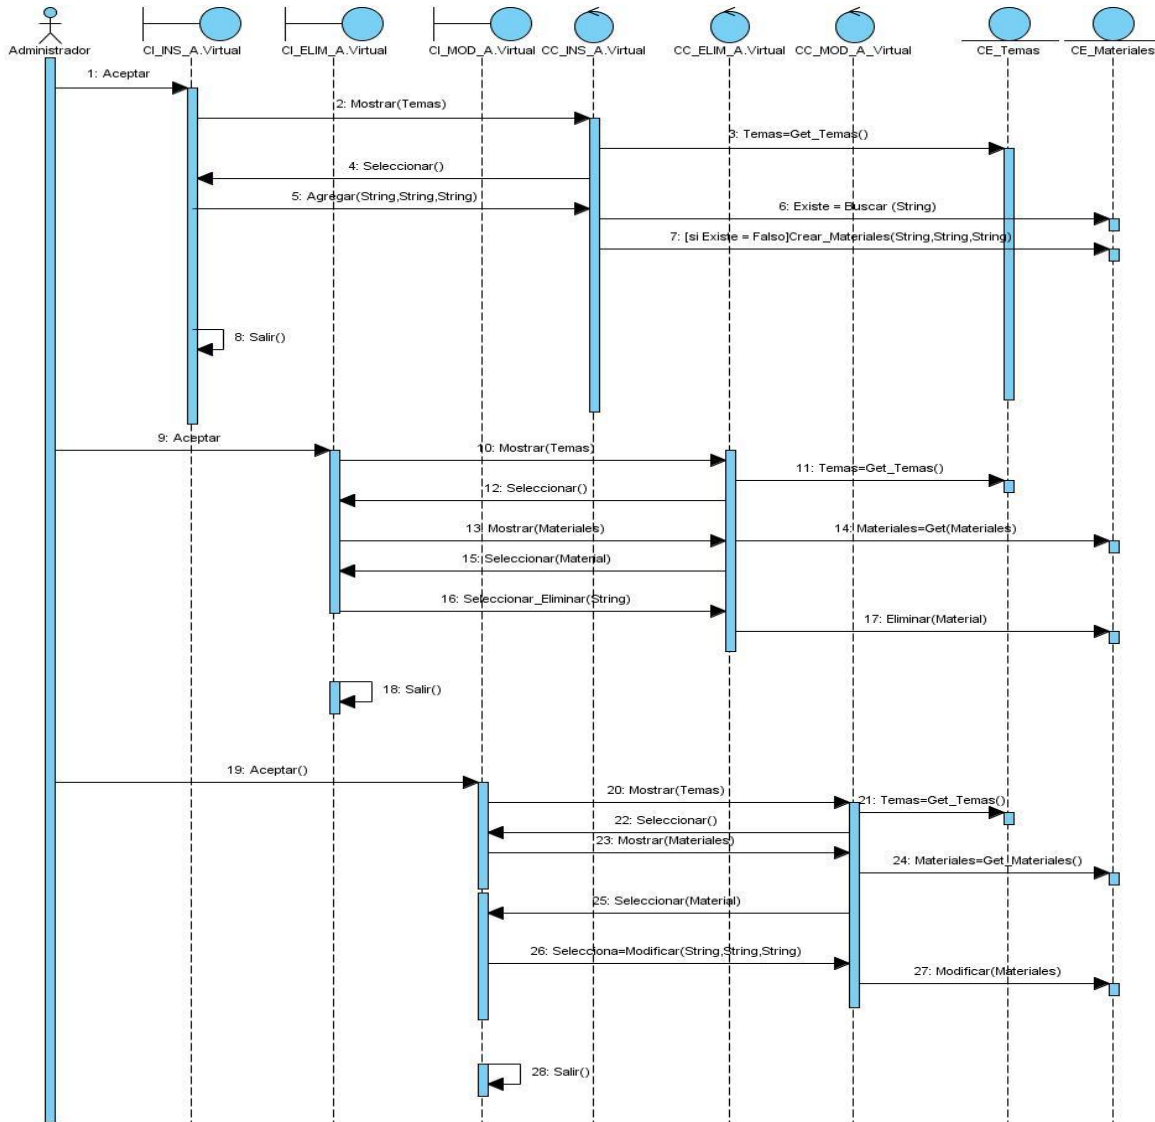 Administrador
CI_INS_A.Virtual
CI_ELIM_A.Virtual
CI_MOD_A.Virtual
CC_INS_A.Virtual
CC_ELIM_A.Virtual
CC_MOD_A_Virtual
CE_Temas
CE_Materiales
1: Aceptar
2: Mostrar(Temas)
3: Temas=Get_Temas()
4: Seleccionar()
5: Agregar(String,String,String)
6: Existe = Buscar (String)
7: [si Existe = Falso]Crear_Materiales(String,String,String)
8: Salir()
9: Aceptar
10: Mostrar(Temas)
11: Temas=Get_Temas()
12: Seleccionar()
13: Mostrar(Materiales)
14: Materiales=Get(Materiales)
15: Seleccionar(Material)
16: Seleccionar_Eliminar(String)
17: Eliminar(Material)
18: Salir()
19: Aceptar()
20: Mostrar(Temas)
21: Temas=Get_Temas()
22: Seleccionar()
23: Mostrar(Materiales)
24: Materiales=Get_Materiales()
25: Seleccionar(Material)
26: Selecciona=Modificar(String,String,String)
27: Modificar(Materiales)
28: Salir()